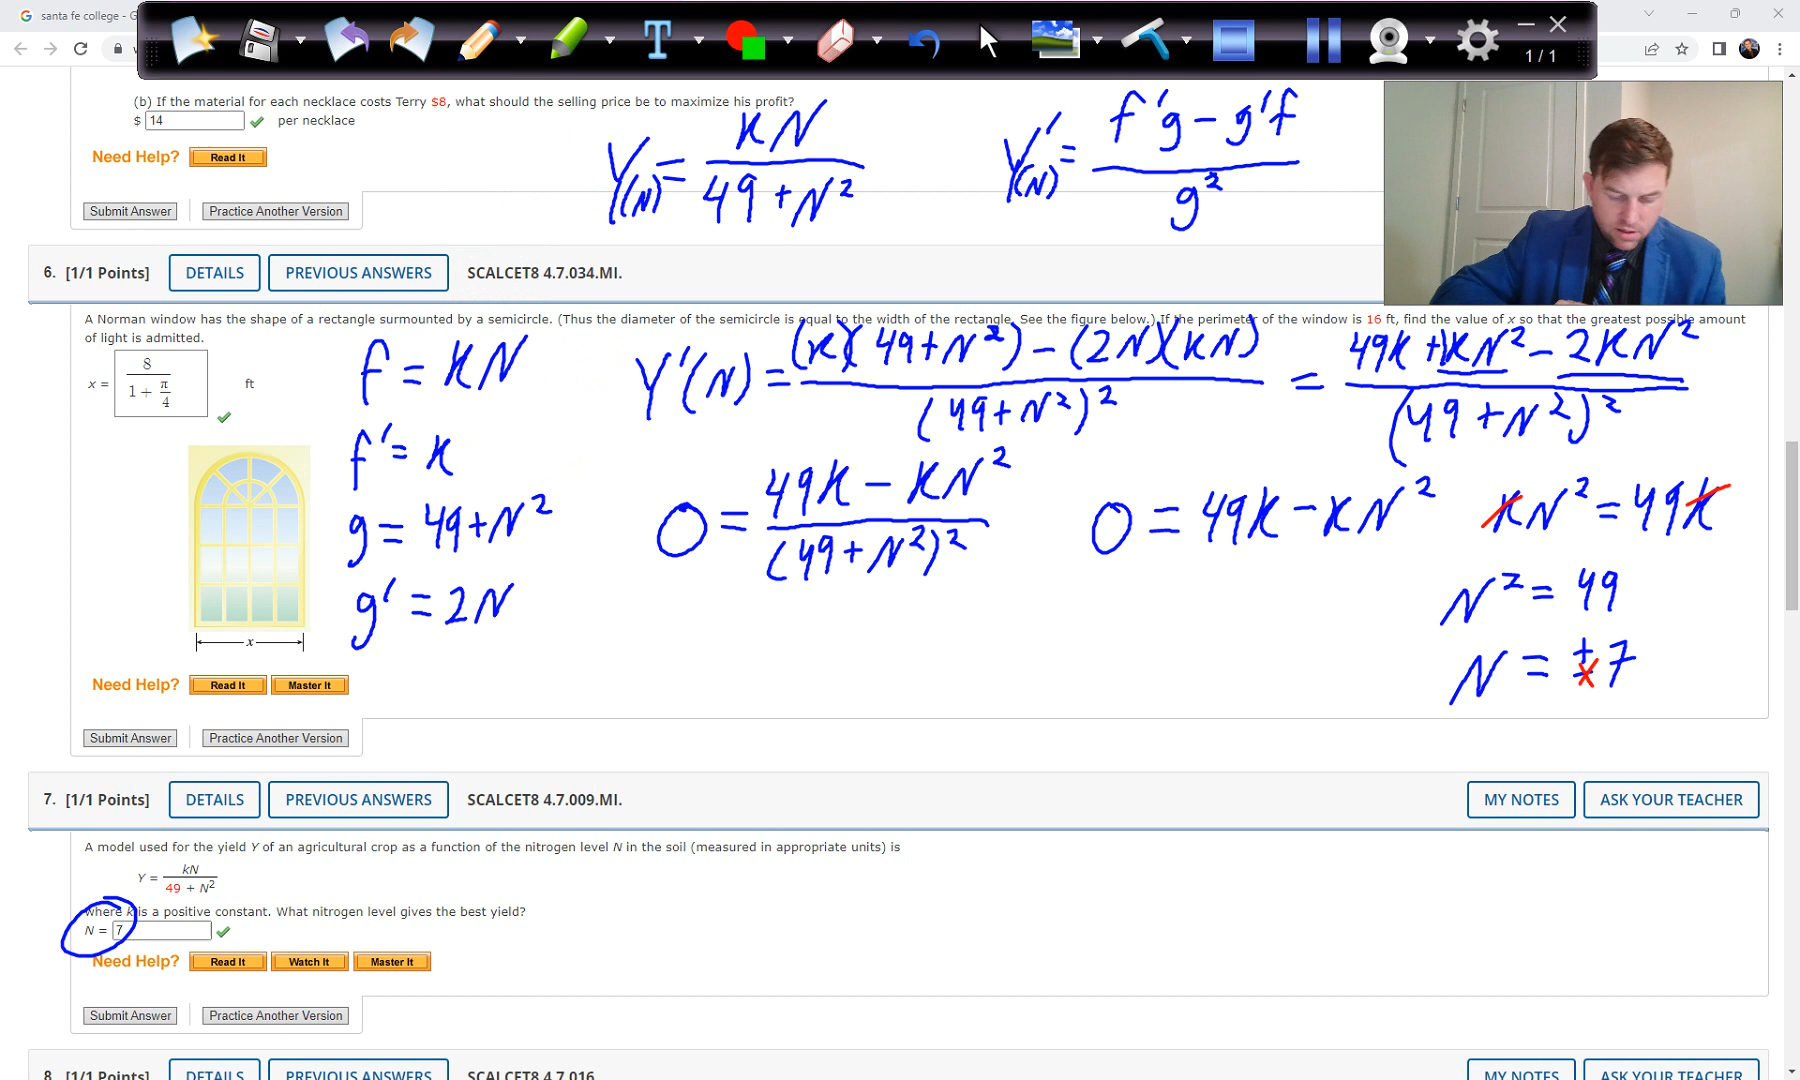 santa fe college - G
T
1 / 1
(b) If the material for each necklace costs Terry $8, what should the selling price be to maximize his profit?
$ 14 per necklace
Need Help? Read It
Submit Answer Practice Another Version
Y(N) = kN / 49 + N²
Y'(N) = f'g - g'f / g²
6. [1/1 Points] DETAILS PREVIOUS ANSWERS SCALCET8 4.7.034.MI.
A Norman window has the shape of a rectangle surmounted by a semicircle. (Thus the diameter of the semicircle is equal to the width of the rectangle. See the figure below.) If the perimeter of the window is 16 ft, find the value of x so that the greatest possible amount
of light is admitted.
x = 8 / 1 + π/4 ft
f = kN
f' = k
g = 49 + N²
g' = 2N
Y'(N) = (k)(49+N²) - (2N)(kN) / (49+N²)² = 49k + 1kN² - 2kN² / (49+N²)²
0 = 49k - kN² / (49+N²)²
0 = 49k - kN²
kN² = 49k
N² = 49
N = ±7
x
Need Help? Read It Master It
Submit Answer Practice Another Version
7. [1/1 Points] DETAILS PREVIOUS ANSWERS SCALCET8 4.7.009.MI. MY NOTES ASK YOUR TEACHER
A model used for the yield Y of an agricultural crop as a function of the nitrogen level N in the soil (measured in appropriate units) is
Y = kN / 49 + N²
where k is a positive constant. What nitrogen level gives the best yield?
N = 7
Need Help? Read It Watch It Master It
Submit Answer Practice Another Version
8. [1/1 Points] DETAILS PREVIOUS ANSWERS SCALCET8 4.7.016. MY NOTES ASK YOUR TEACHER